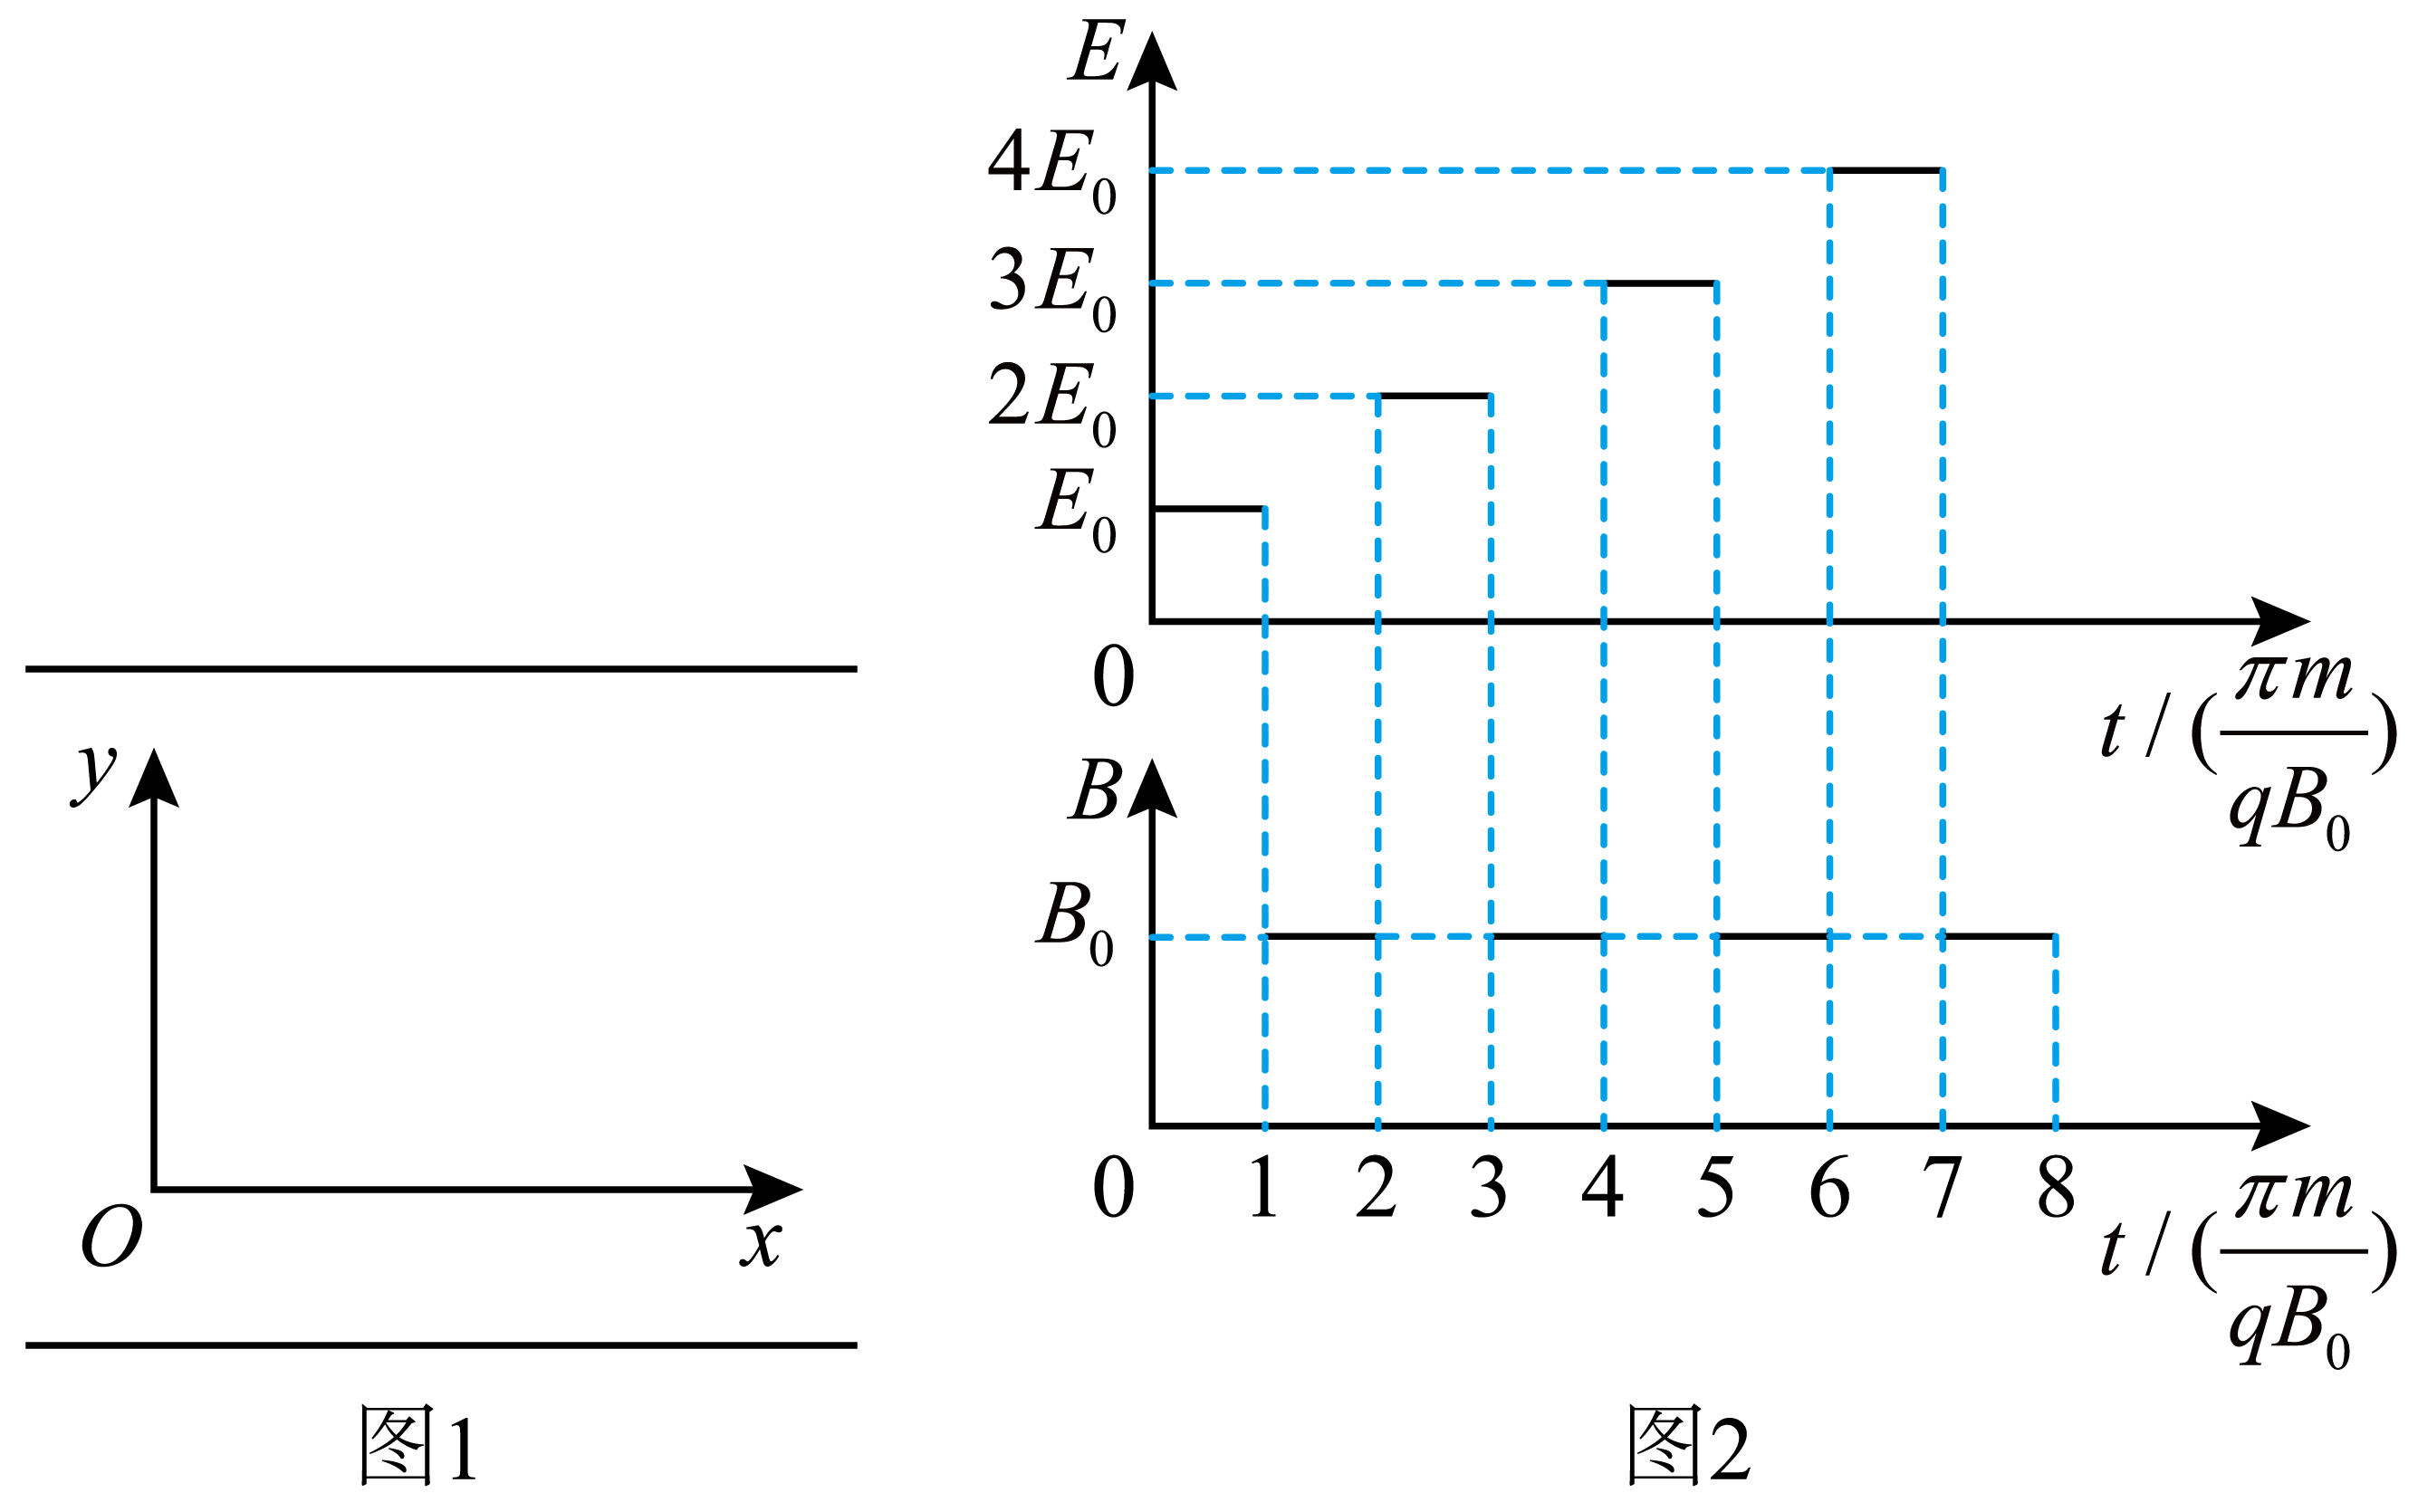 y
O
x
图1
E
4E₀
3E₀
2E₀
E₀
0
t/(πm/qB₀)
B
B₀
0 1 2 3 4 5 6 7 8
t/(πm/qB₀)
图2